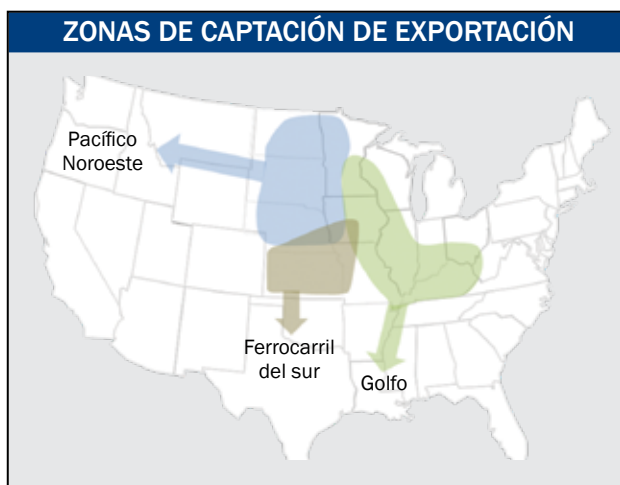 ZONAS DE CAPTACIÓN DE EXPORTACIÓN
Pacífico
Noroeste
Ferrocarril
del sur
Golfo